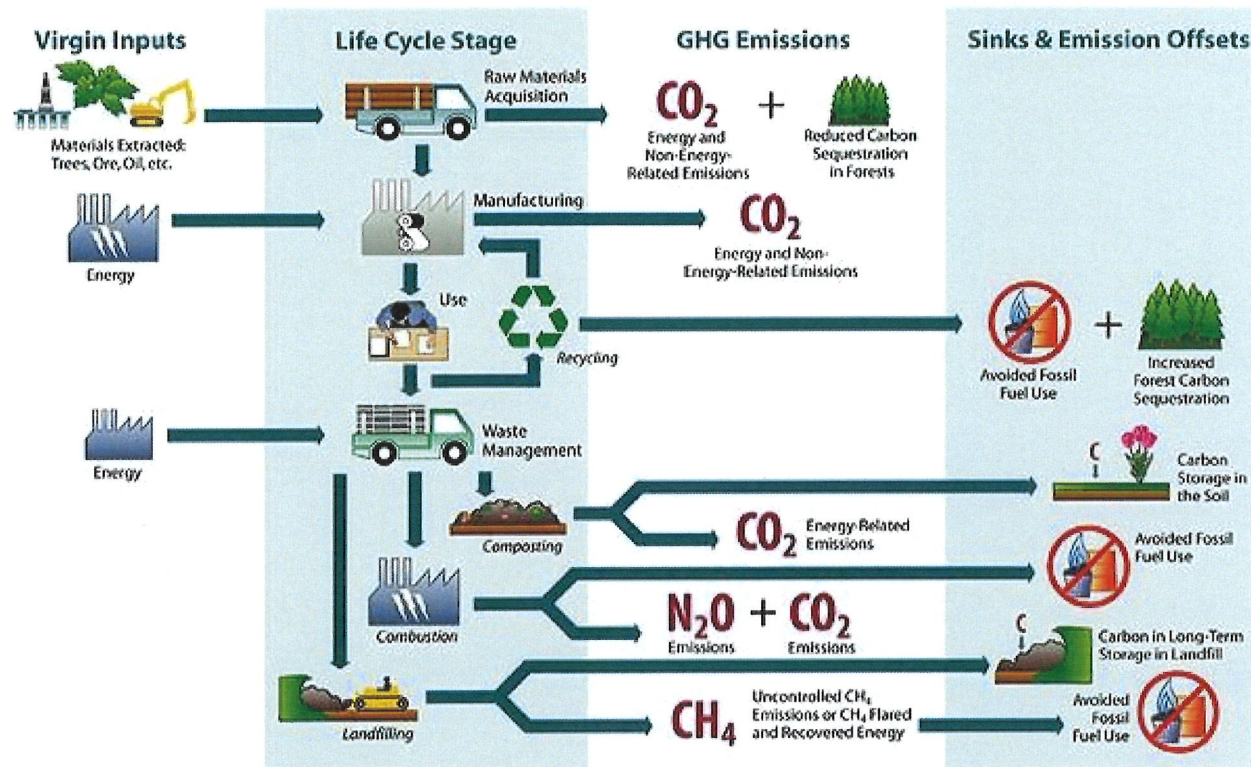 Virgin Inputs
Life Cycle Stage
GHG Emissions
Sinks & Emission Offsets
Materials Extracted:
Trees, Ore, Oil, etc.
Raw Materials
Acquisition
CO₂
Energy and
Non-Energy-
Related Emissions
+
Reduced Carbon
Sequestration
in Forests
Energy
Manufacturing
CO₂
Energy and Non-
Energy-Related Emissions
Use
Recycling
Avoided Fossil
Fuel Use
+
Increased
Forest Carbon
Sequestration
Energy
Waste
Management
Composting
C
Carbon
Storage in
the Soil
CO₂
Energy-Related
Emissions
Combustion
Avoided Fossil
Fuel Use
N₂O + CO₂
Emissions
Emissions
Landfilling
C
Carbon in Long-Term
Storage in Landfill
CH₄
Uncontrolled CH₄
Emissions or CH₄ Flared
and Recovered Energy
Avoided
Fossil
Fuel Use